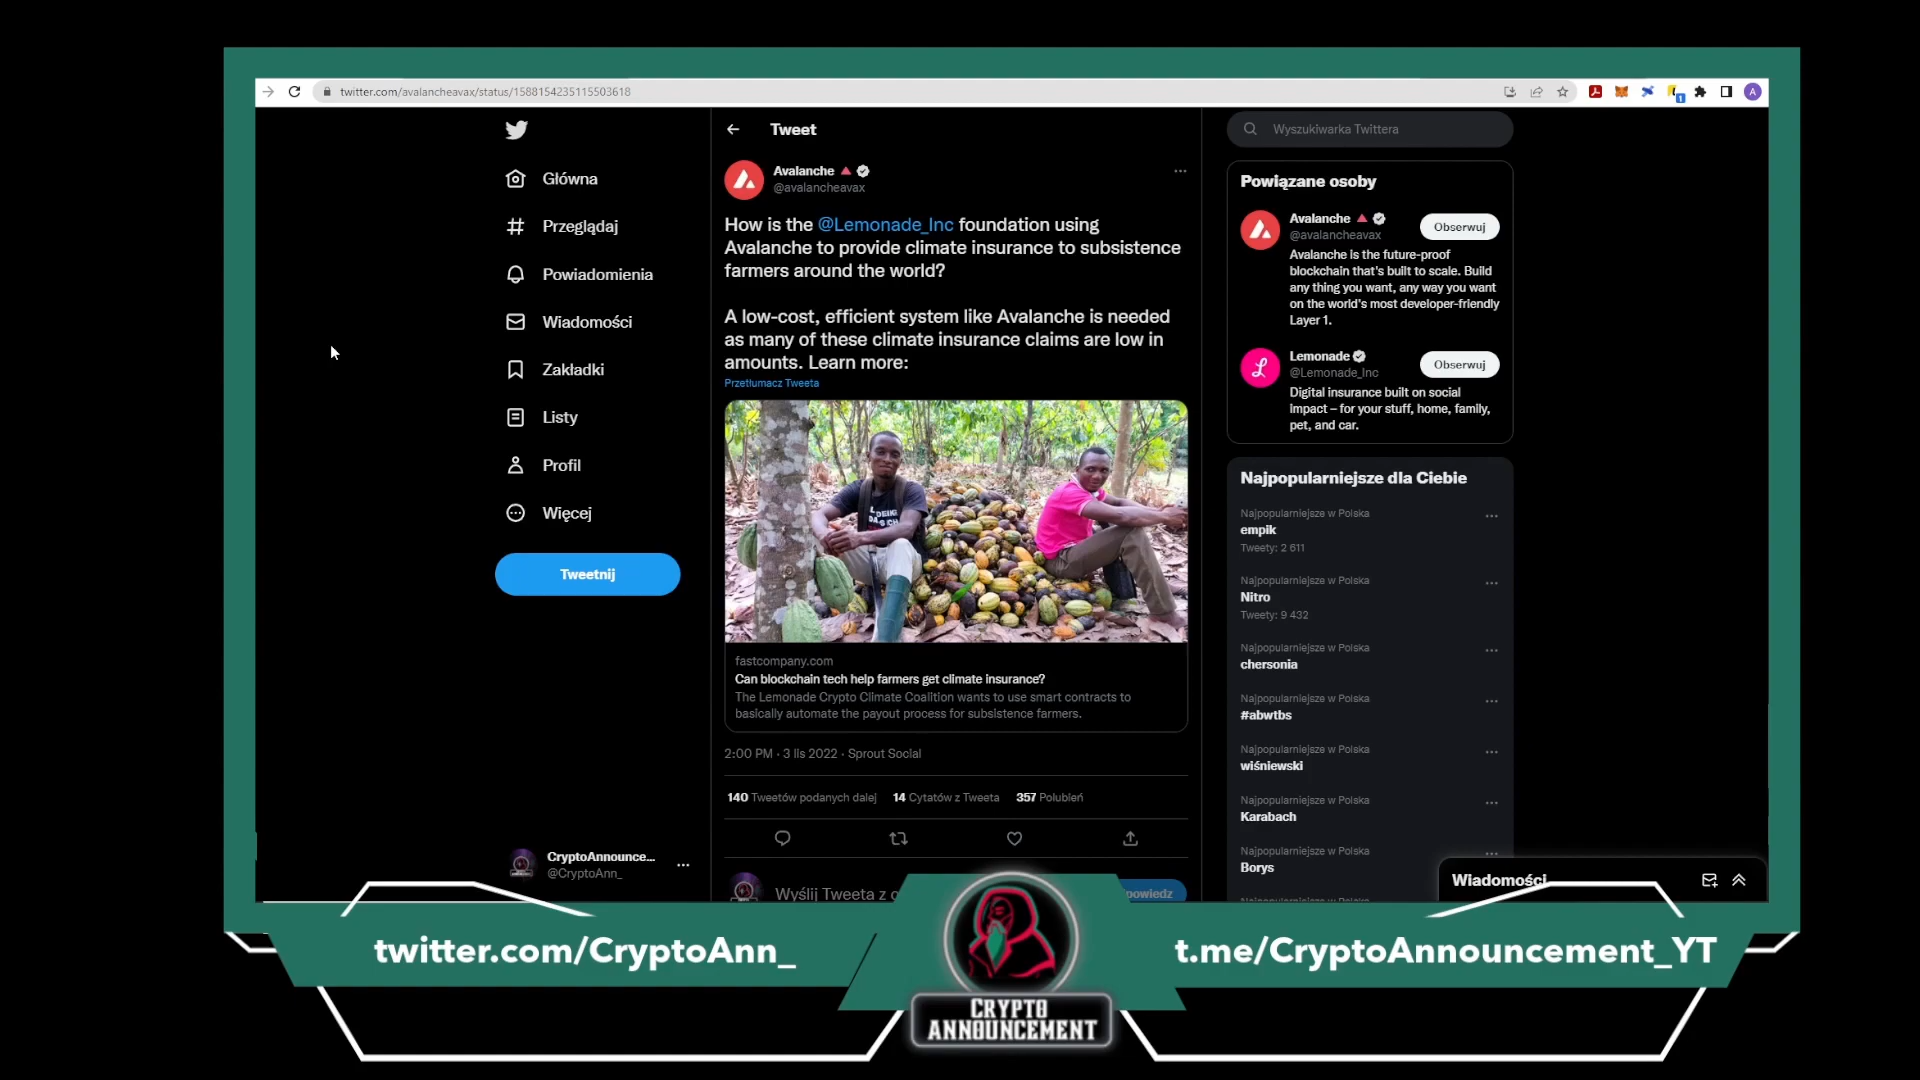 twitter.com/avalancheavax/status/1588154235115503618
1
A
Główna
Przeglądaj
Powiadomienia
Wiadomości
Zakładki
Listy
Profil
Więcej
Tweetnij
CryptoAnnounce...
@CryptoAnn_
Tweet
Avalanche
@avalancheavax
How is the @Lemonade_Inc foundation using
Avalanche to provide climate insurance to subsistence
farmers around the world?
A low-cost, efficient system like Avalanche is needed
as many of these climate insurance claims are low in
amounts. Learn more:
Przetłumacz Tweeta
fastcompany.com
Can blockchain tech help farmers get climate insurance?
The Lemonade Crypto Climate Coalition wants to use smart contracts to
basically automate the payout process for subsistence farmers.
2:00 PM · 3 lis 2022 · Sprout Social
140 Tweetów podanych dalej 14 Cytatów z Tweeta 357 Polubień
Wyślij Tweeta z
Wyszukiwarka Twittera
Powiązane osoby
Avalanche
@avalancheavax
Obserwuj
Avalanche is the future-proof
blockchain that's built to scale. Build
any thing you want, any way you want
on the world's most developer-friendly
Layer 1.
Lemonade
@Lemonade_Inc
Obserwuj
Digital insurance built on social
impact – for your stuff, home, family,
pet, and car.
Najpopularniejsze dla Ciebie
Najpopularniejsze w Polska
empik
Tweety: 2 611
Najpopularniejsze w Polska
Nitro
Tweety: 9 432
Najpopularniejsze w Polska
chersonia
Najpopularniejsze w Polska
#abwtbs
Najpopularniejsze w Polska
wiśniewski
Najpopularniejsze w Polska
Karabach
Najpopularniejsze w Polska
Borys
Wiadomości
twitter.com/CryptoAnn_
CRYPTO
ANNOUNCEMENT
t.me/CryptoAnnouncement_YT